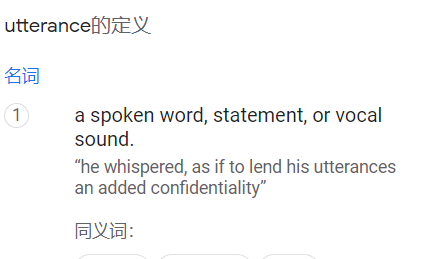 utterance的定义
名词
1
a spoken word, statement, or vocal
sound.
“he whispered, as if to lend his utterances
an added confidentiality”
同义词：